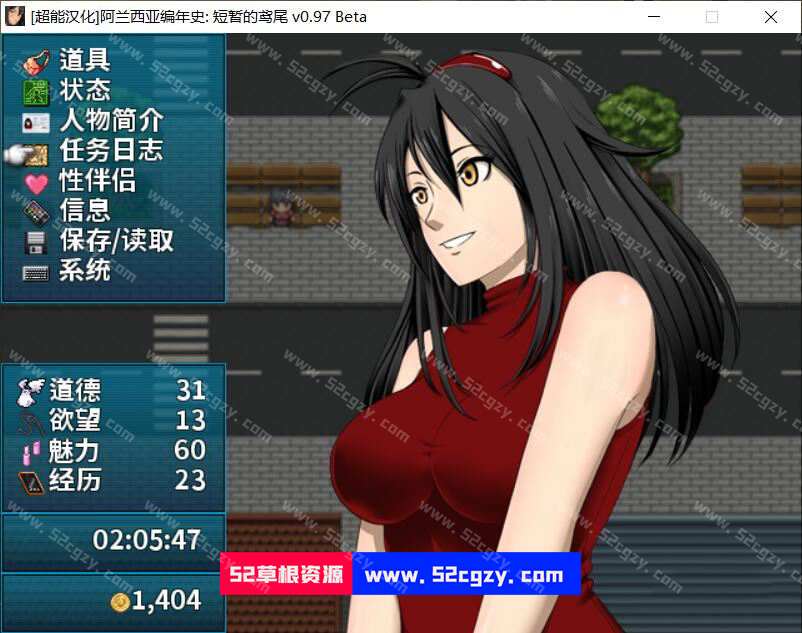 [超能汉化]阿兰西亚编年史: 短暂的鸢尾 v0.97 Beta
道具
状态
人物简介
任务日志
性伴侣
信息
保存/读取
系统
道德 31
欲望 13
魅力 60
经历 23
02:05:47
1,404
52草根资源 www.52cgzy.com
www.52cgzy.com